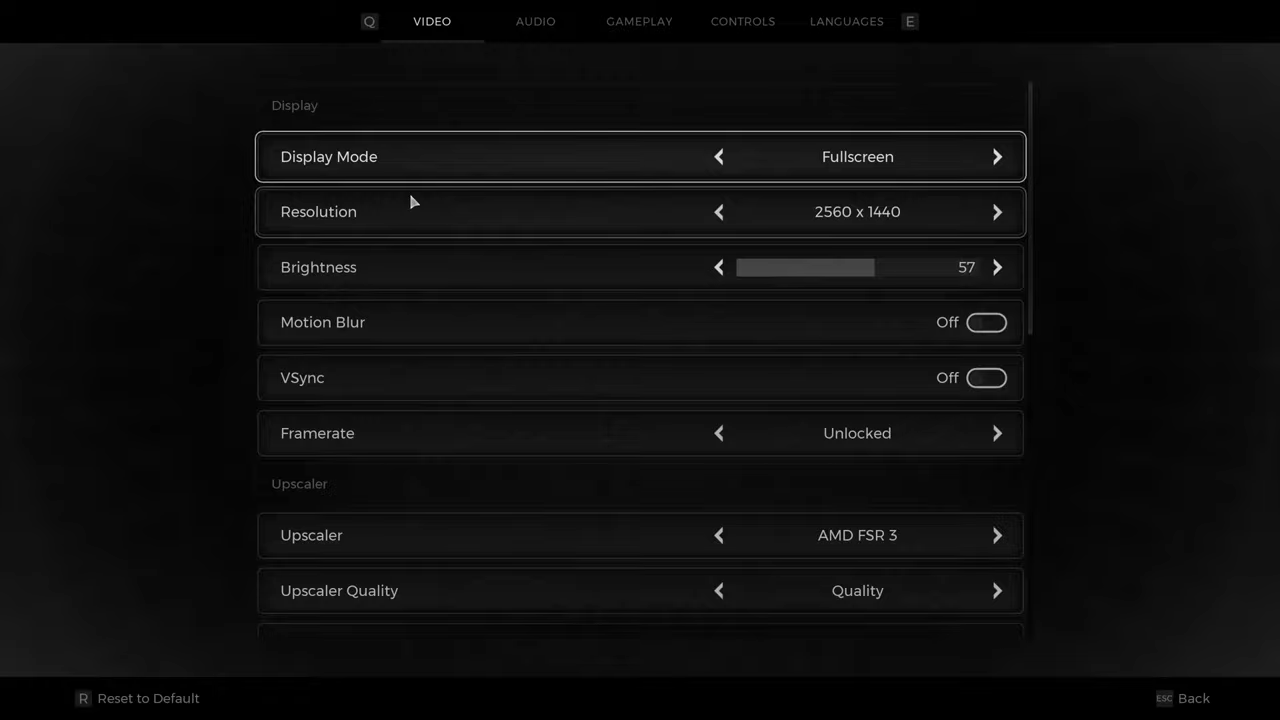 Q VIDEO AUDIO GAMEPLAY CONTROLS LANGUAGES E
Display
Display Mode Fullscreen
Resolution 2560 x 1440
Brightness 57
Motion Blur Off
VSync Off
Framerate Unlocked
Upscaler
Upscaler AMD FSR 3
Upscaler Quality Quality
R Reset to Default ESC Back